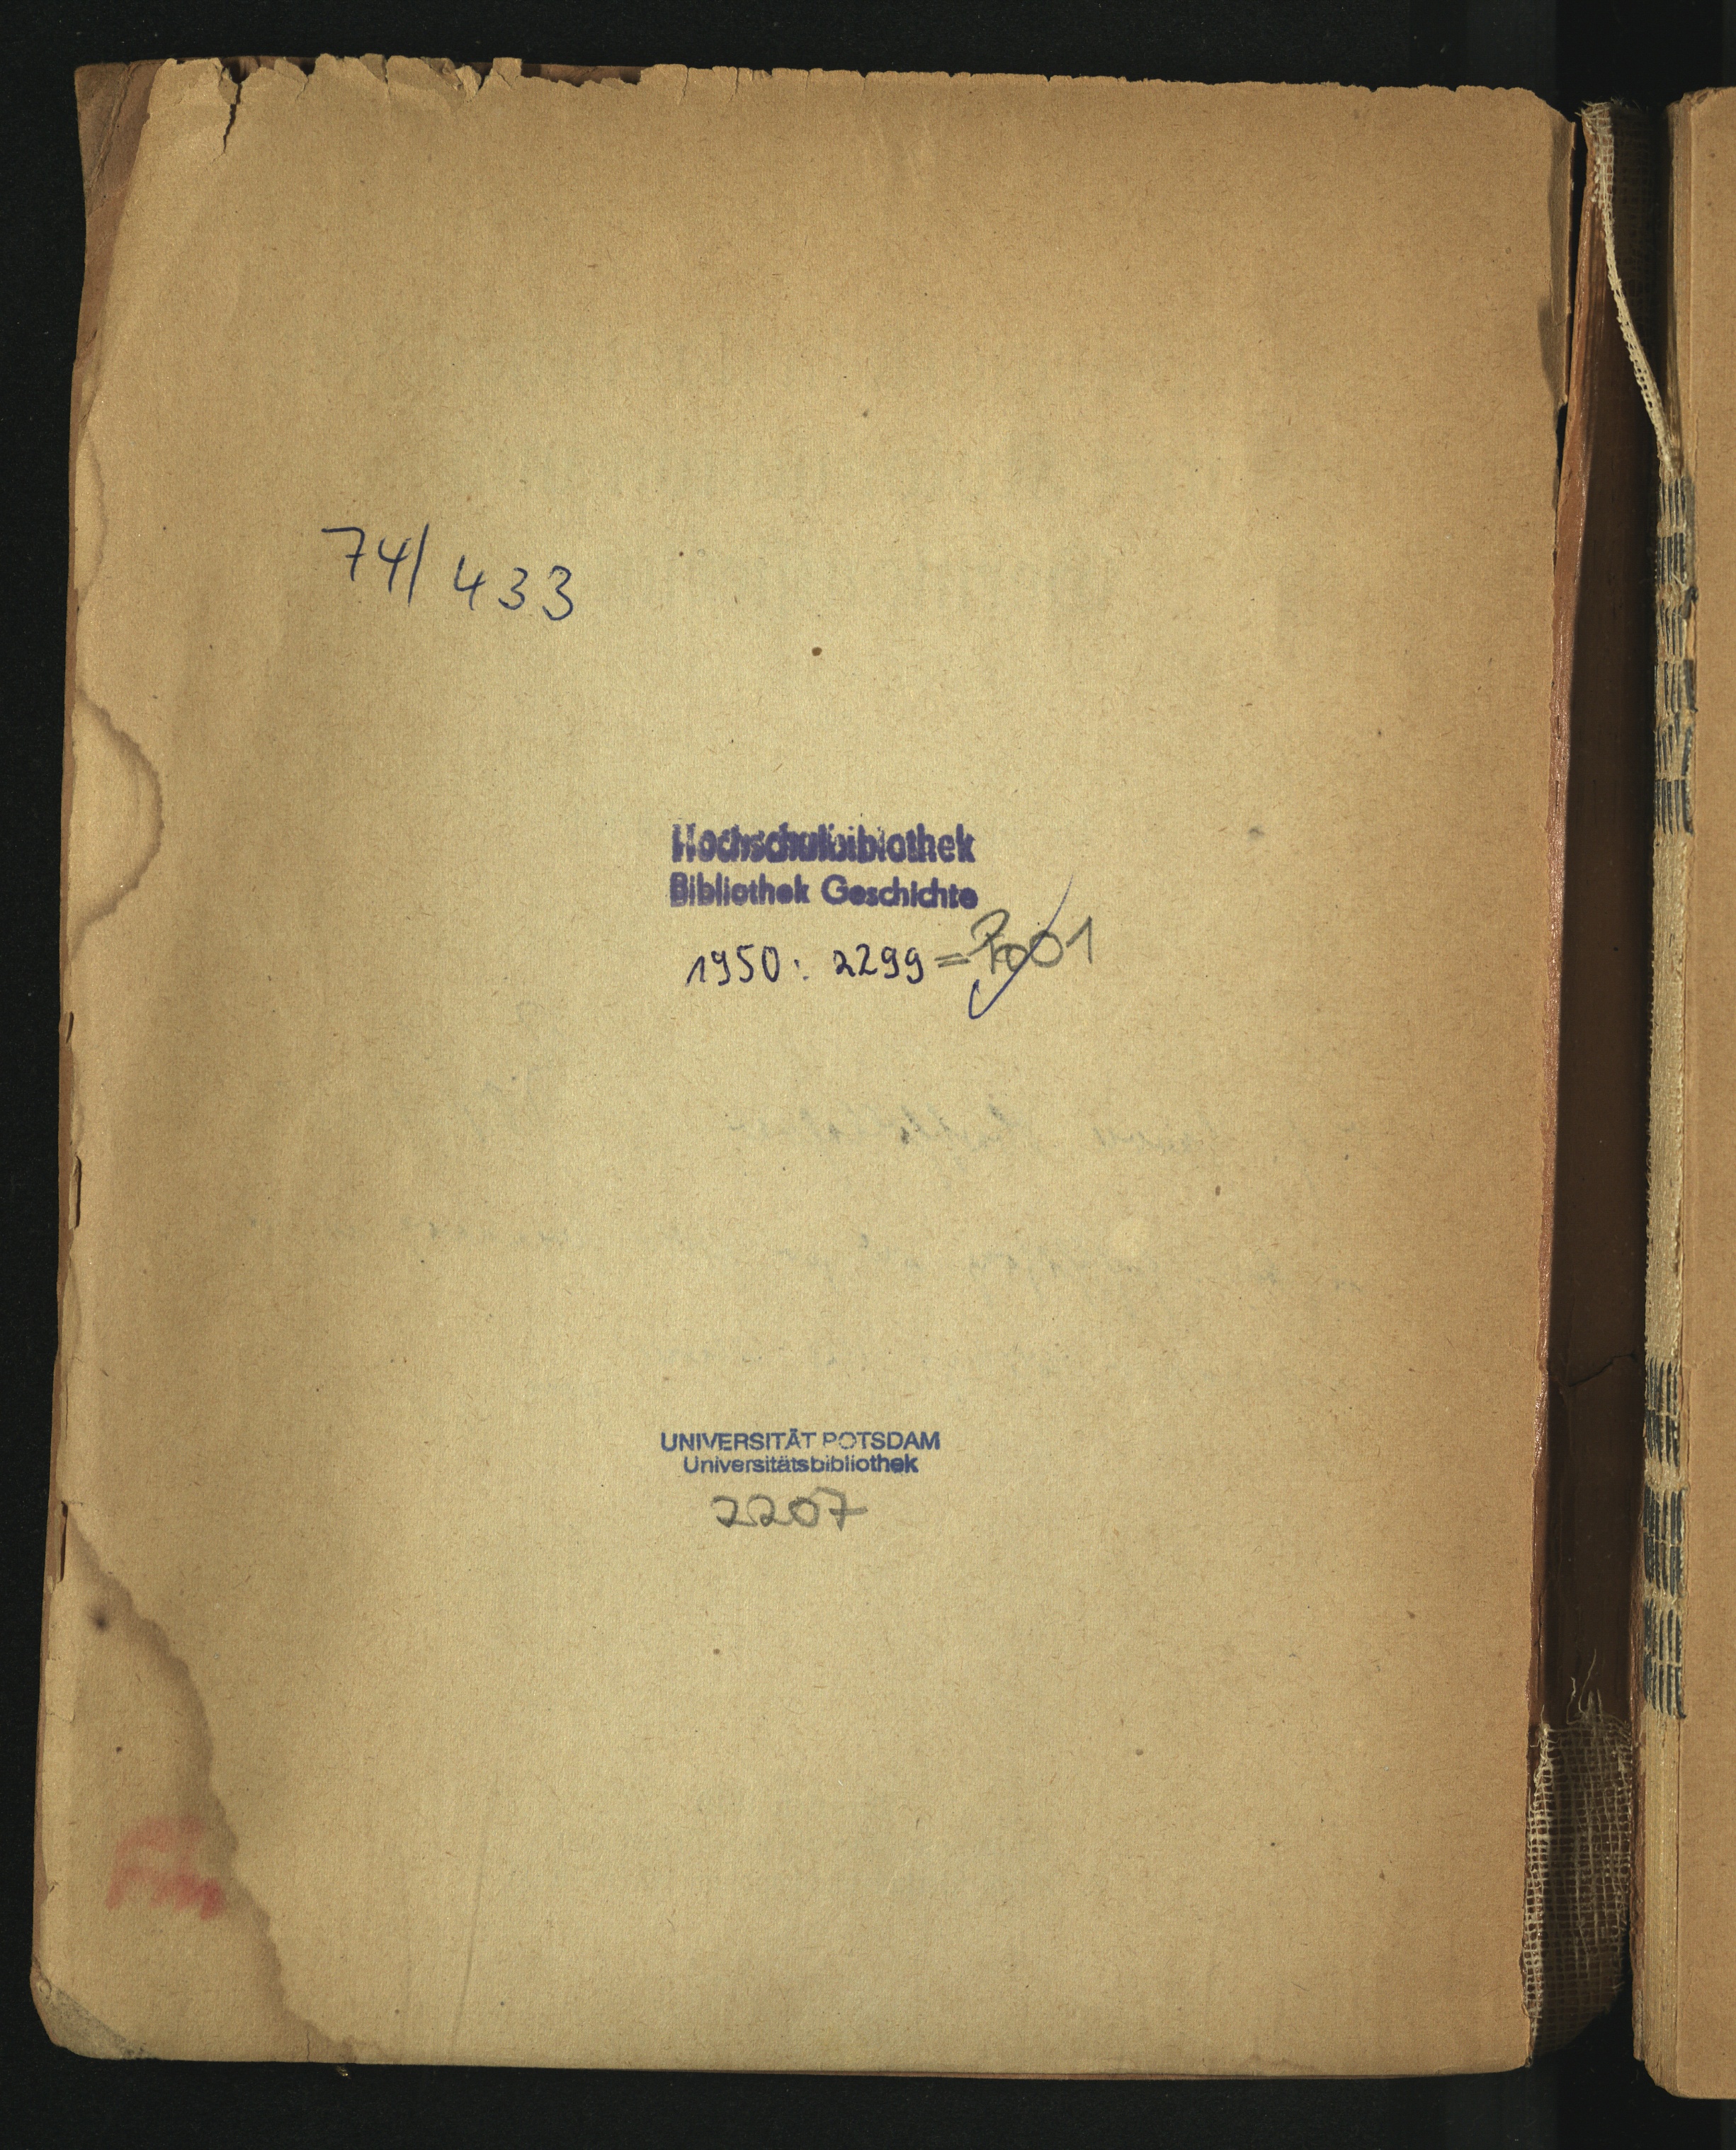 74/433
Hochschulbibliothek
Bibliothek Geschichte
1950: 2299 =
UNIVERSITÄT POTSDAM
Universitätsbibliothek
2207